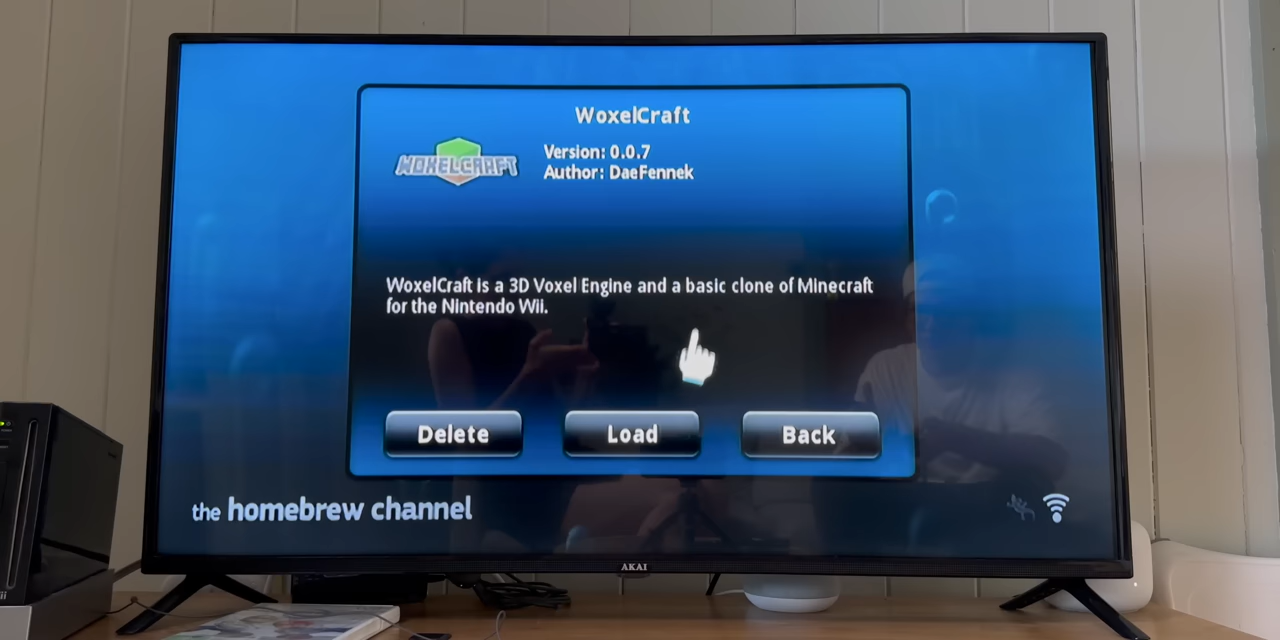 WoxelCraft
WOXELCRAFT
Version: 0.0.7
Author: DaeFennek
WoxelCraft is a 3D Voxel Engine and a basic clone of Minecraft
for the Nintendo Wii.
Delete
Load
Back
the homebrew channel
AKAI